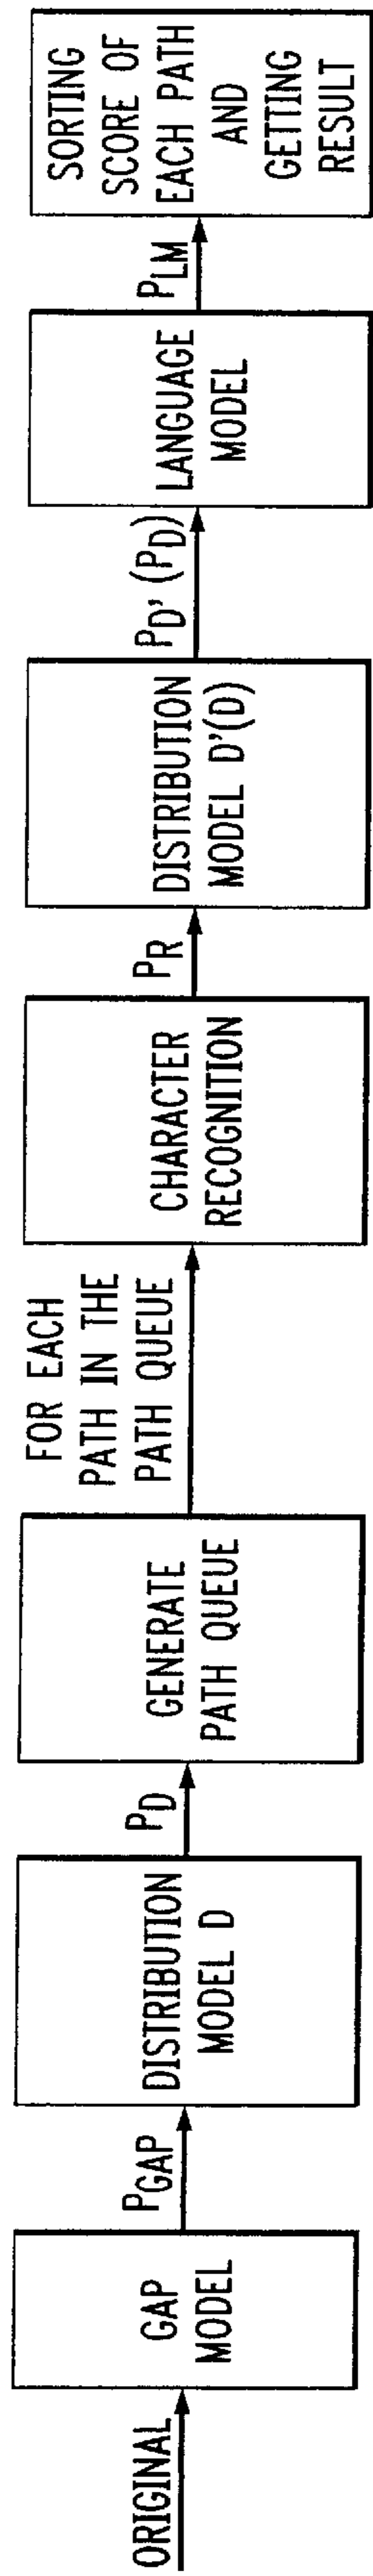 ORIGINAL
GAP
MODEL
P_GAP
DISTRIBUTION
MODEL D
P_D
GENERATE
PATH QUEUE
FOR EACH
PATH IN THE
PATH QUEUE
CHARACTER
RECOGNITION
P_R
DISTRIBUTION
MODEL D'(D)
P_D' (P_D)
LANGUAGE
MODEL
P_LM
SORTING
SCORE OF
EACH PATH
AND
GETTING
RESULT